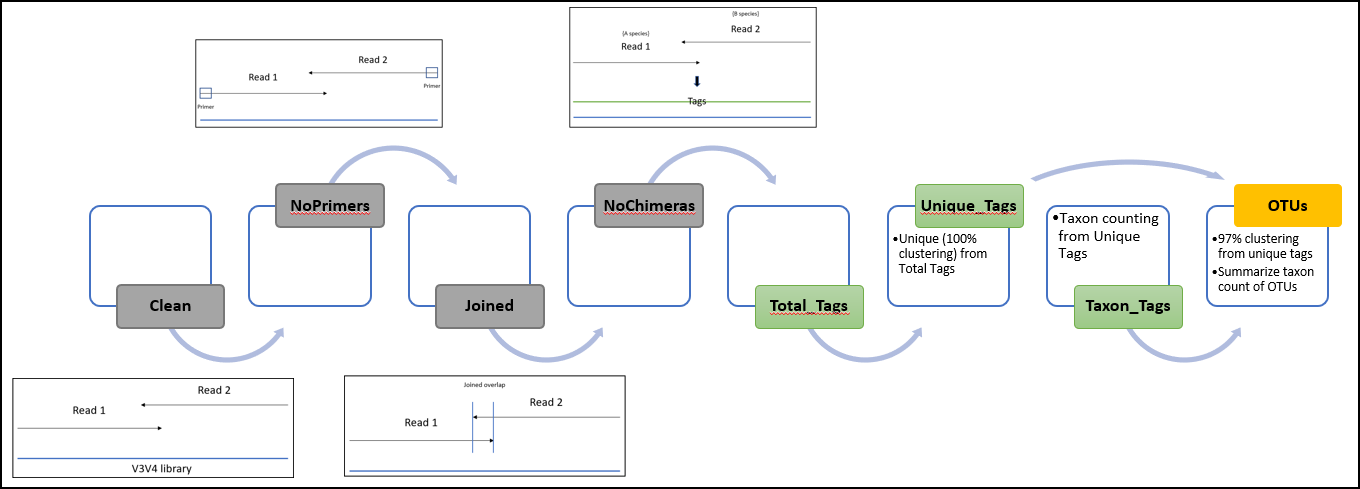 [A species]
Read 1
[B species]
Read 2
Tags
Read 1
Read 2
Primer
Primer
NoPrimers
NoChimeras
Unique_Tags
•Unique (100%
clustering) from
Total Tags
•Taxon counting
from Unique
Tags
OTUs
•97% clustering
from unique tags
•Summarize taxon
count of OTUs
Clean
Joined
Total_Tags
Taxon_Tags
Read 1
Read 2
V3V4 library
Joined overlap
Read 1
Read 2